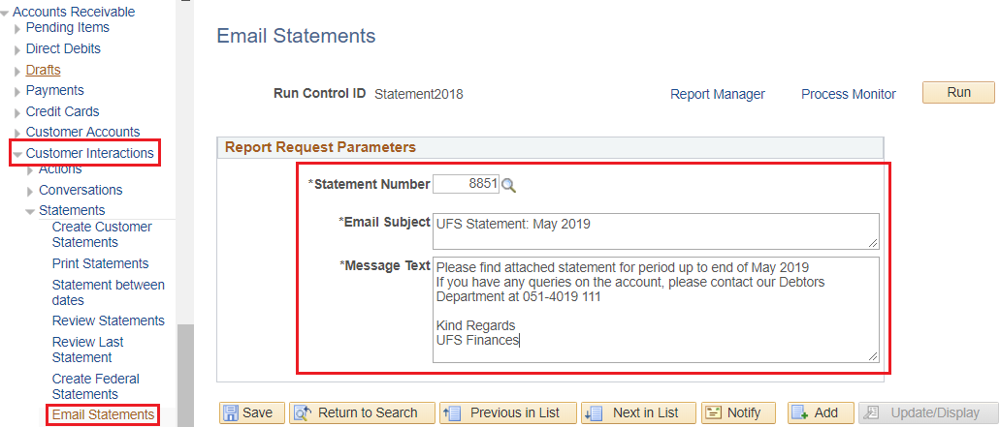 Accounts Receivable
Pending Items
Direct Debits
Drafts
Payments
Credit Cards
Customer Accounts
Customer Interactions
Actions
Conversations
Statements
Create Customer
Statements
Print Statements
Statement between
dates
Review Statements
Review Last
Statement
Create Federal
Statements
Email Statements
Email Statements
Run Control ID Statement2018 Report Manager Process Monitor Run
Report Request Parameters
*Statement Number 8851
*Email Subject UFS Statement: May 2019
*Message Text Please find attached statement for period up to end of May 2019
If you have any queries on the account, please contact our Debtors
Department at 051-4019 111
Kind Regards
UFS Finances
Save Return to Search Previous in List Next in List Notify Add Update/Display